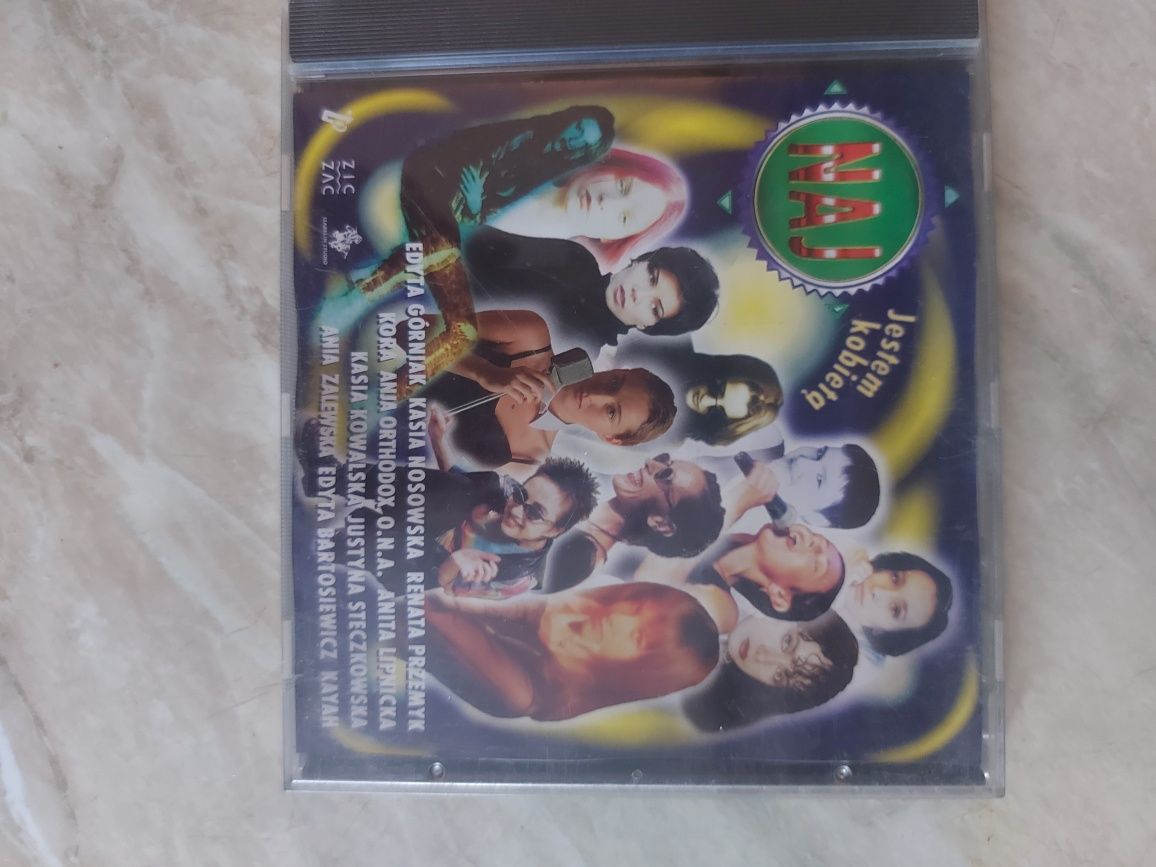 NAJ
Jestem
kobietą
EDYTA GÓRNIAK KASIA NOSOWSKA RENATA PRZEMYK
KORA ANJA ORTHODOX O.N.A. ANITA LIPNICKA
KASIA KOWALSKA JUSTYNA STECZKOWSKA
ANIA ZALEWSKA EDYTA BARTOSIEWICZ KAYAH
ZIC
ZAC